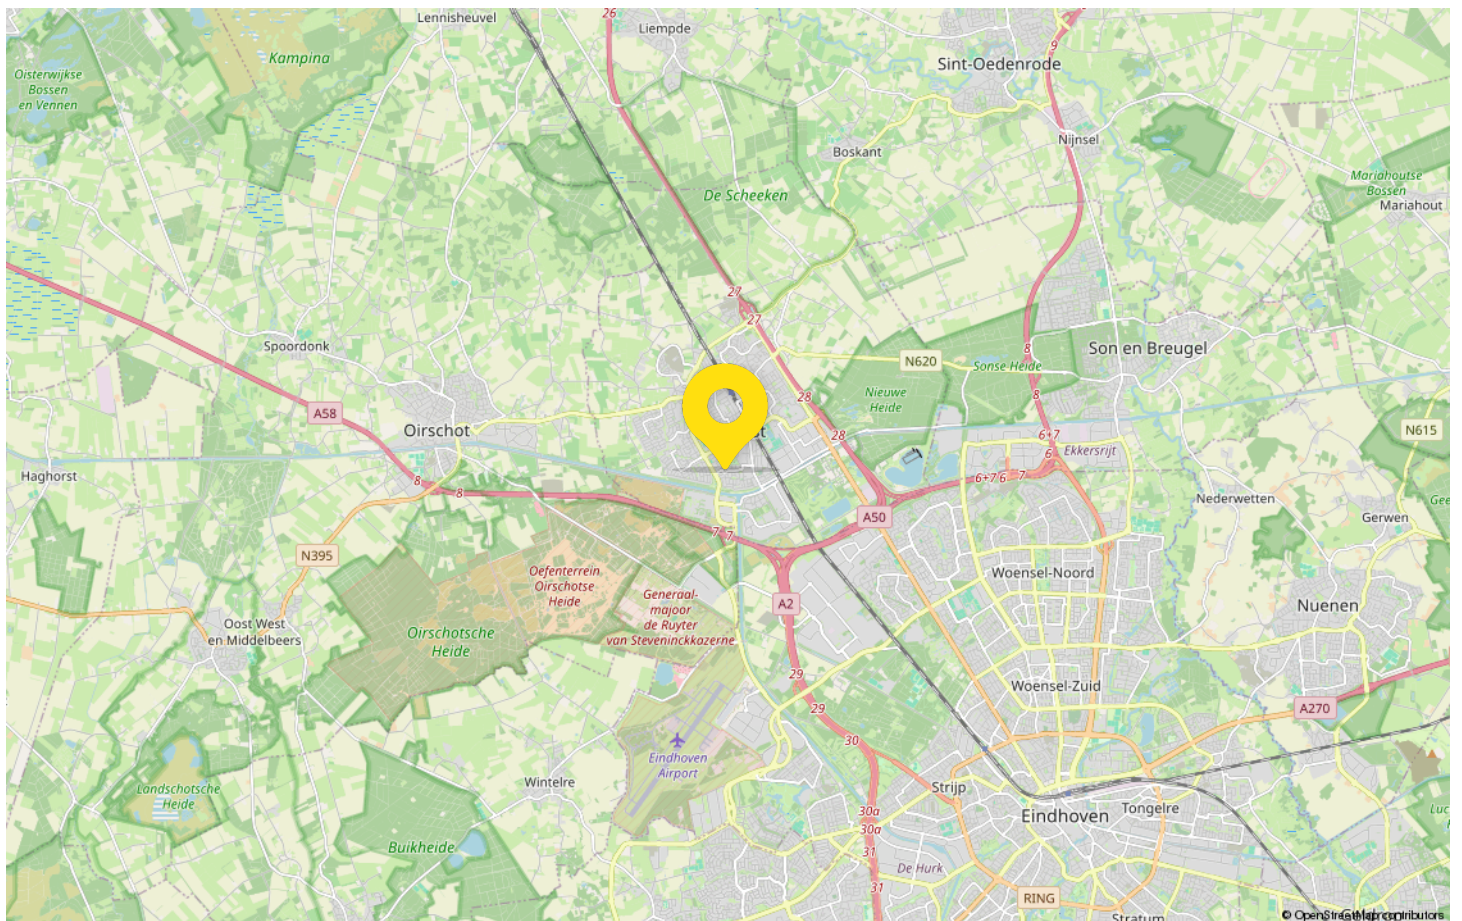 Lennisheuvel
26
Liempde
9
Sint-Oedenrode
Kampina
Oisterwijkse
Bossen
en Vennen
Nijnsel
Boskant
De Scheeken
Mariahoutse
Bossen
Mariahout
27
27
Spoordonk
8
Son en Breugel
N620
Sonse Heide
Nieuwe
Heide
28
8
A58
Oirschot
28
6+7
6
Ekkersrijt
N615
Haghorst
8
8
6+7 6
7
Nederwetten
Gerwen
A50
7
7
N395
Oefenterrein
Oirschotse
Heide
Woensel-Noord
Generaal-
majoor
de Ruyter
van Steveninckkazerne
A2
Nuenen
Oost West
en Middelbeers
Oirschotsche
Heide
29
Woensel-Zuid
29
A270
30
Eindhoven
Airport
Landschotsche
Heide
Wintelre
Strijp
Tongelre
30a
30a
Eindhoven
31
Buikheide
De Hurk
31
RING
Stratum
© OpenStreetMap contributors